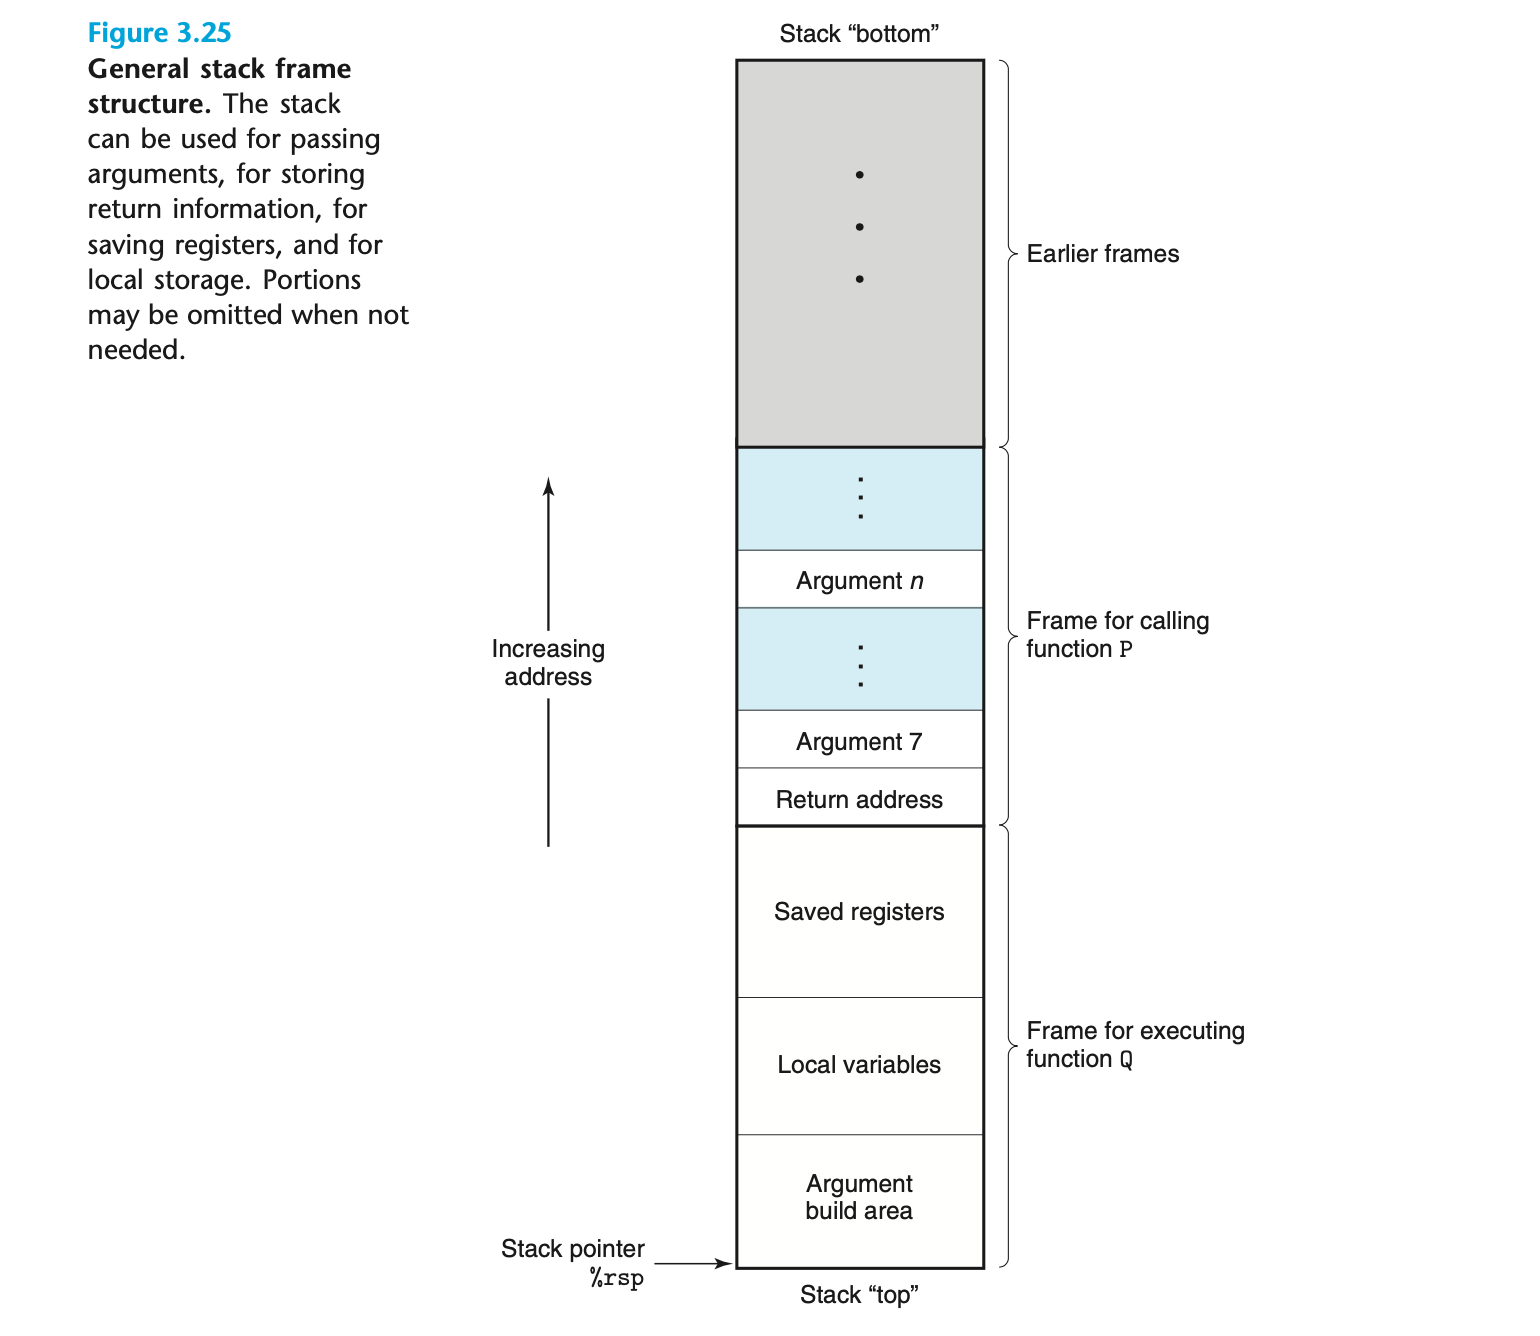 Figure 3.25
General stack frame
structure. The stack
can be used for passing
arguments, for storing
return information, for
saving registers, and for
local storage. Portions
may be omitted when not
needed.
Stack “bottom”
Earlier frames
Argument n
Increasing
address
Frame for calling
function P
Argument 7
Return address
Saved registers
Local variables
Frame for executing
function Q
Argument
build area
Stack pointer
%rsp
Stack “top”